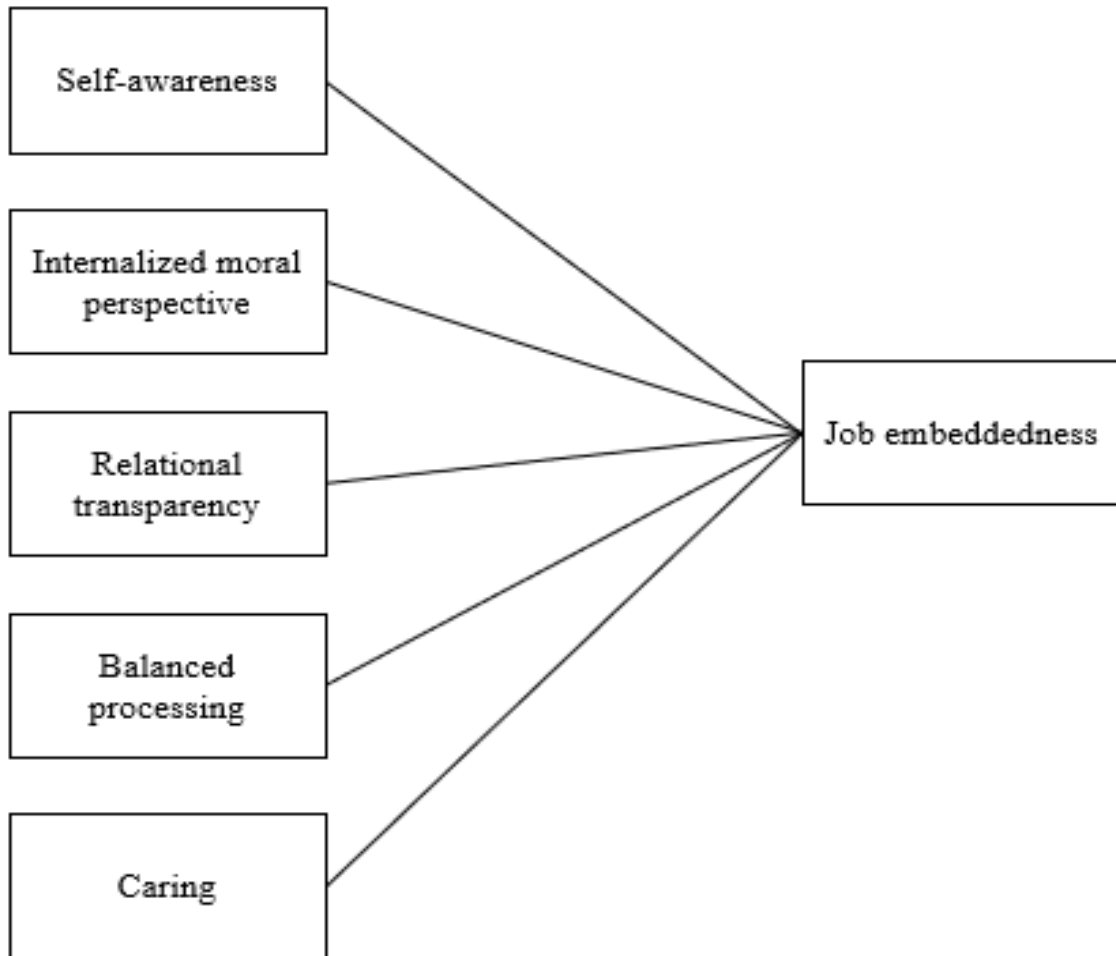 Self-awareness
Internalized moral
perspective
Relational
transparency
Balanced
processing
Caring
Job embeddedness